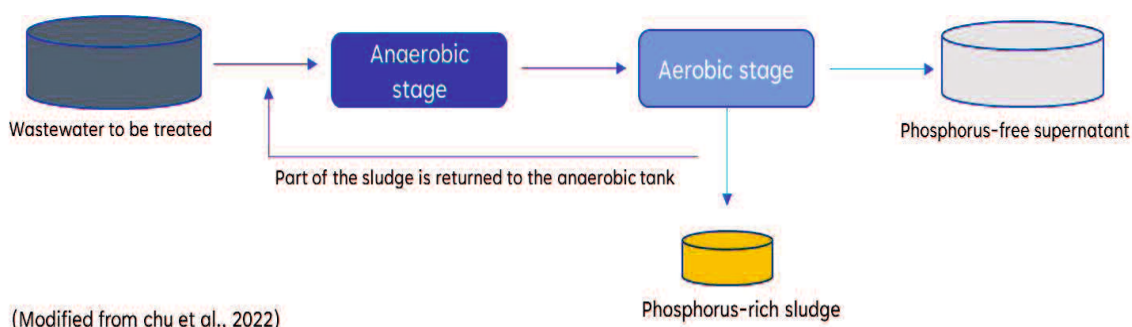 Anaerobic
stage
Aerobic stage
Wastewater to be treated
Phosphorus-free supernatant
Part of the sludge is returned to the anaerobic tank
Phosphorus-rich sludge
(Modified from chu et al., 2022)